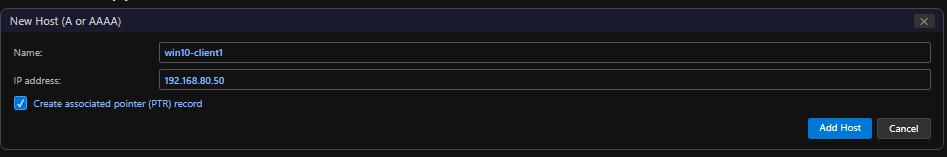 New Host (A or AAAA)
Name: win10-client1
IP address: 192.168.80.50
Create associated pointer (PTR) record
Add Host Cancel